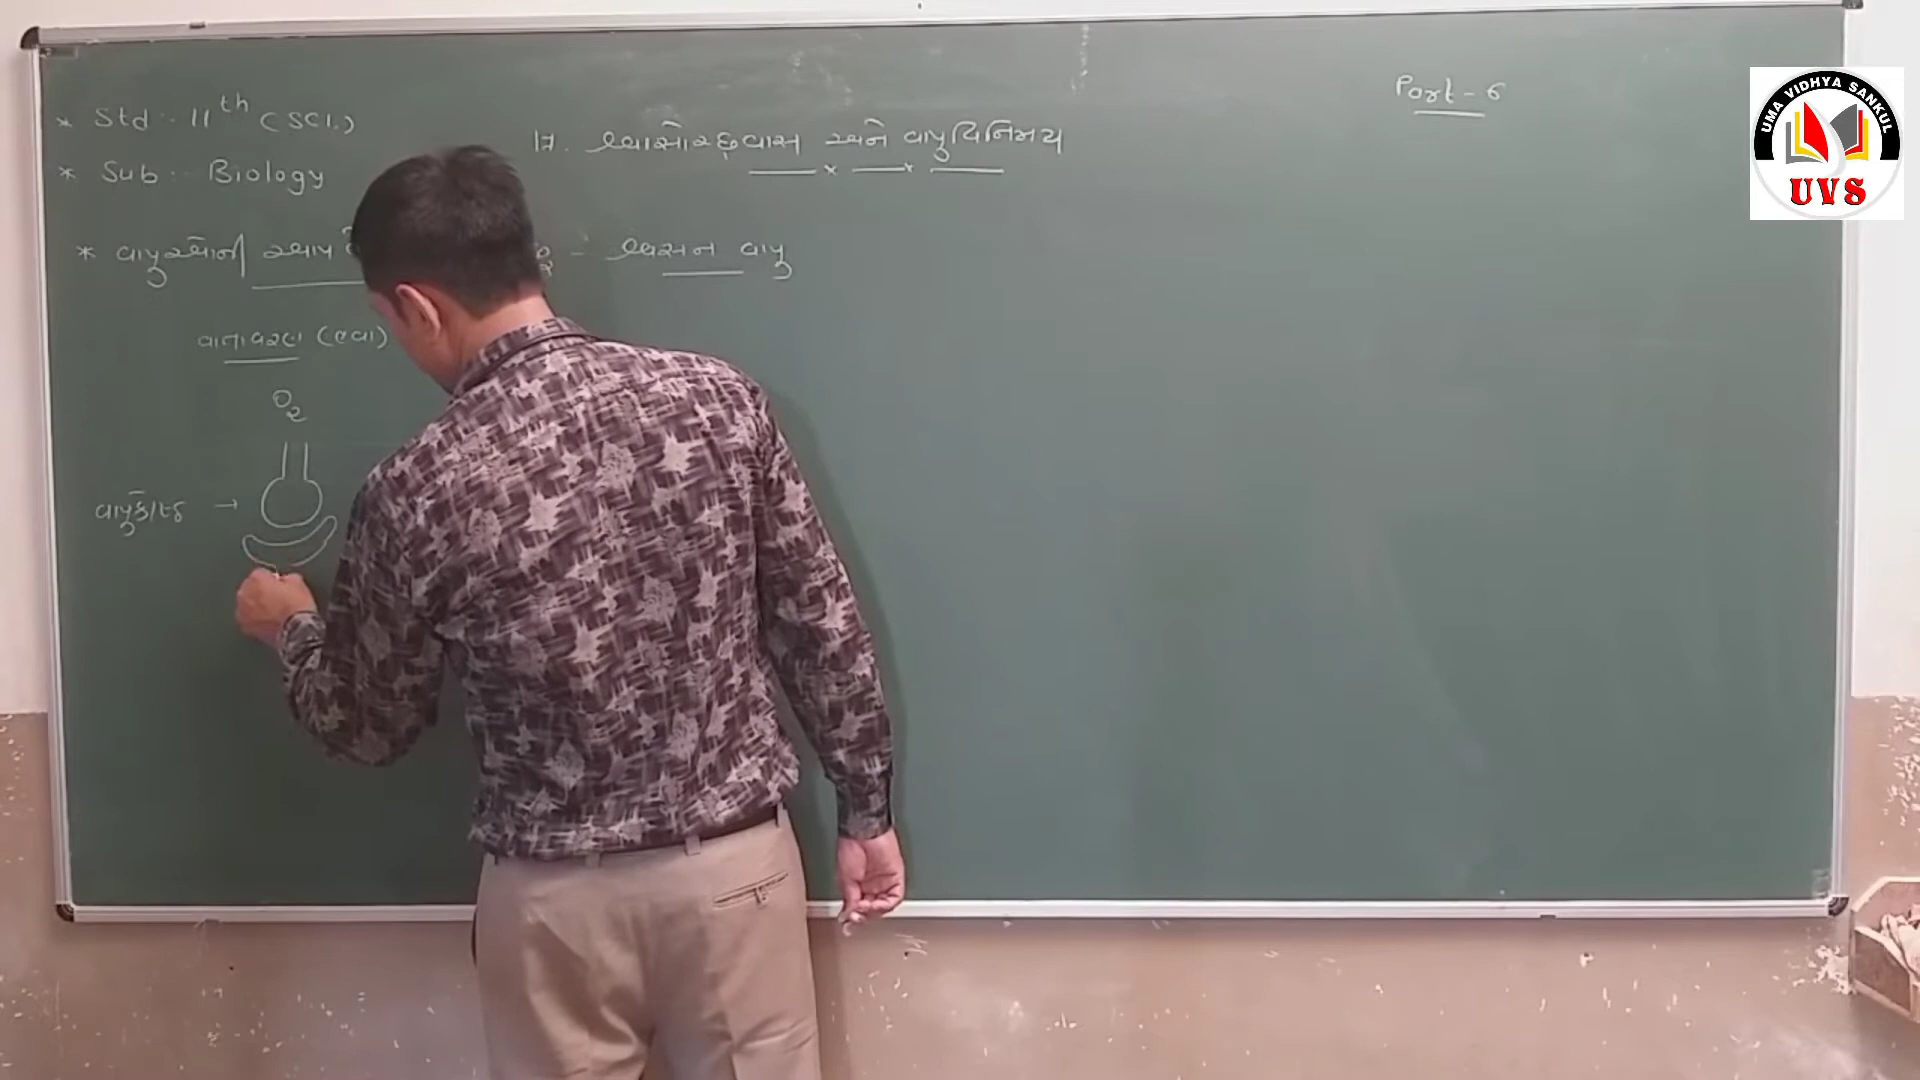 Part - 6
* Std :- 11th (SCI.)
17. શ્વાસોચ્છ્વાસ અને વાયુવિનિમય
* Sub :- Biology
* વાયુઓની - શ્વસન વાયુ
વાતાવરણ (હવા)
O2
વાયુકોષ્ઠ →
UMA VIDHYA SANKUL
UVS